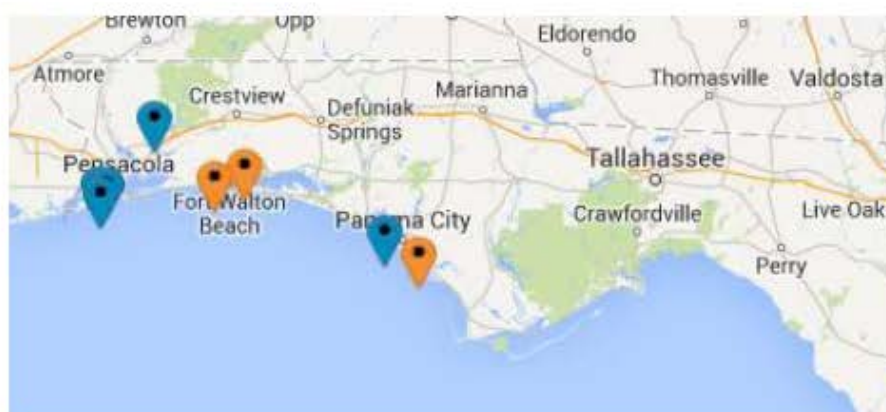 Brewton
Opp
Eldorendo
Atmore
Thomasville
Valdosta
Crestview
Marianna
Defuniak
Springs
Pensacola
Tallahassee
Fort Walton
Beach
Panama City
Crawfordville
Live Oak
Perry